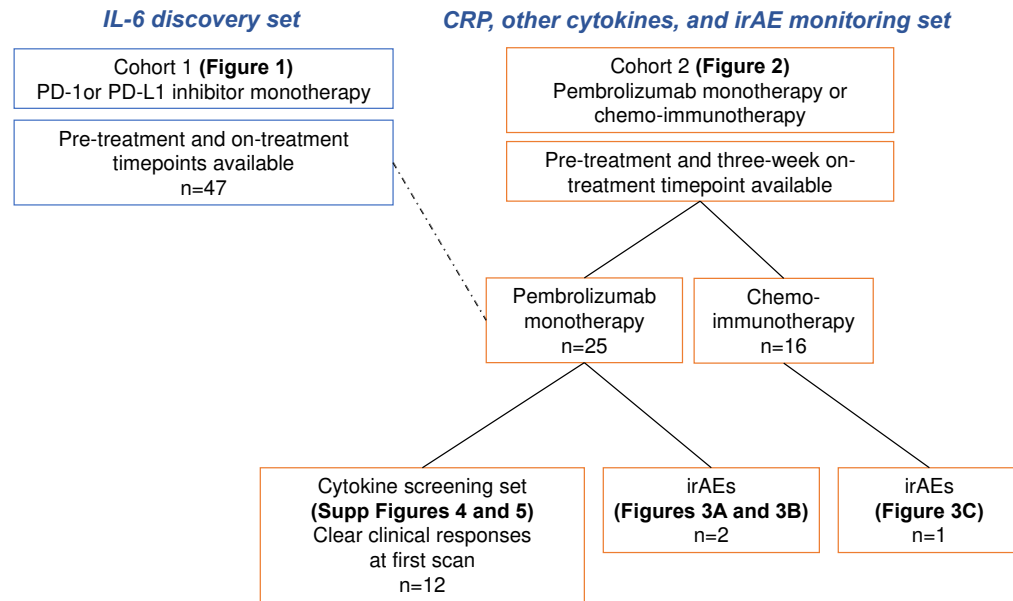 IL-6 discovery set
CRP, other cytokines, and irAE monitoring set
Cohort 1 (Figure 1)
PD-1or PD-L1 inhibitor monotherapy
Pre-treatment and on-treatment
timepoints available
n=47
Cohort 2 (Figure 2)
Pembrolizumab monotherapy or
chemo-immunotherapy
Pre-treatment and three-week on-
treatment timepoint available
Pembrolizumab
monotherapy
n=25
Chemo-
immunotherapy
n=16
Cytokine screening set
(Supp Figures 4 and 5)
Clear clinical responses
at first scan
n=12
irAEs
(Figures 3A and 3B)
n=2
irAEs
(Figure 3C)
n=1